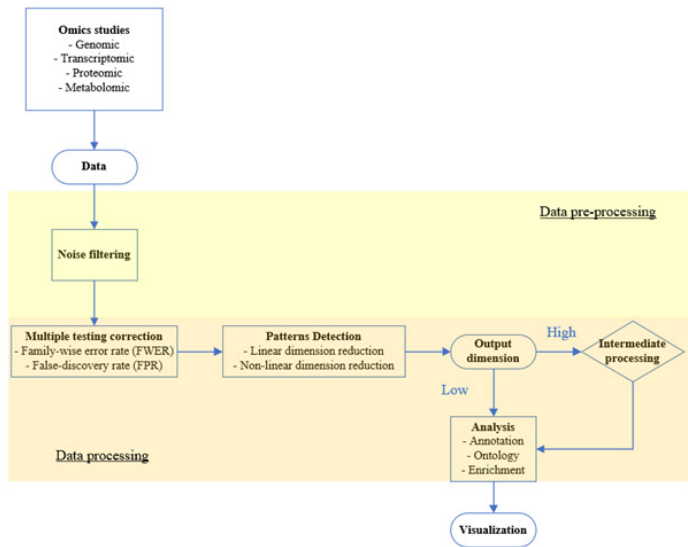 Omics studies
- Genomic
- Transcriptomic
- Proteomic
- Metabolomic
Data
Data pre-processing
Noise filtering
Multiple testing correction
- Family-wise error rate (FWER)
- False-discovery rate (FPR)
Patterns Detection
- Linear dimension reduction
- Non-linear dimension reduction
Output
dimension
High
Intermediate
processing
Low
Analysis
- Annotation
- Ontology
- Enrichment
Data processing
Visualization